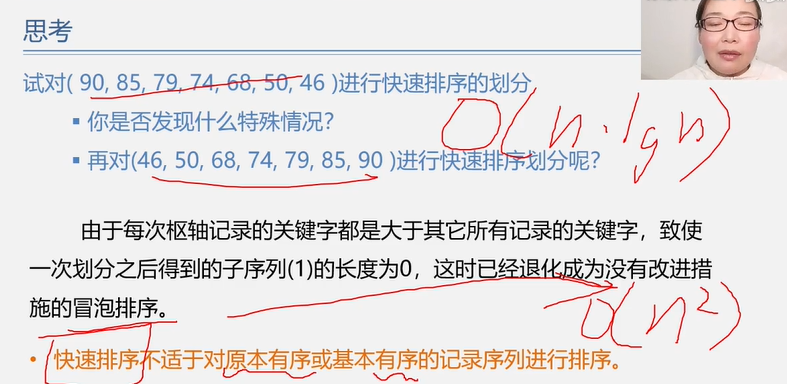 思考
试对( 90, 85, 79, 74, 68, 50, 46 )进行快速排序的划分
▪ 你是否发现什么特殊情况？
O(n·lgn)
▪ 再对(46, 50, 68, 74, 79, 85, 90 )进行快速排序划分呢？
由于每次枢轴记录的关键字都是大于其它所有记录的关键字，致使
一次划分之后得到的子序列(1)的长度为0，这时已经退化成为没有改进措
施的冒泡排序。
O(n²)
• 快速排序不适于对原本有序或基本有序的记录序列进行排序。